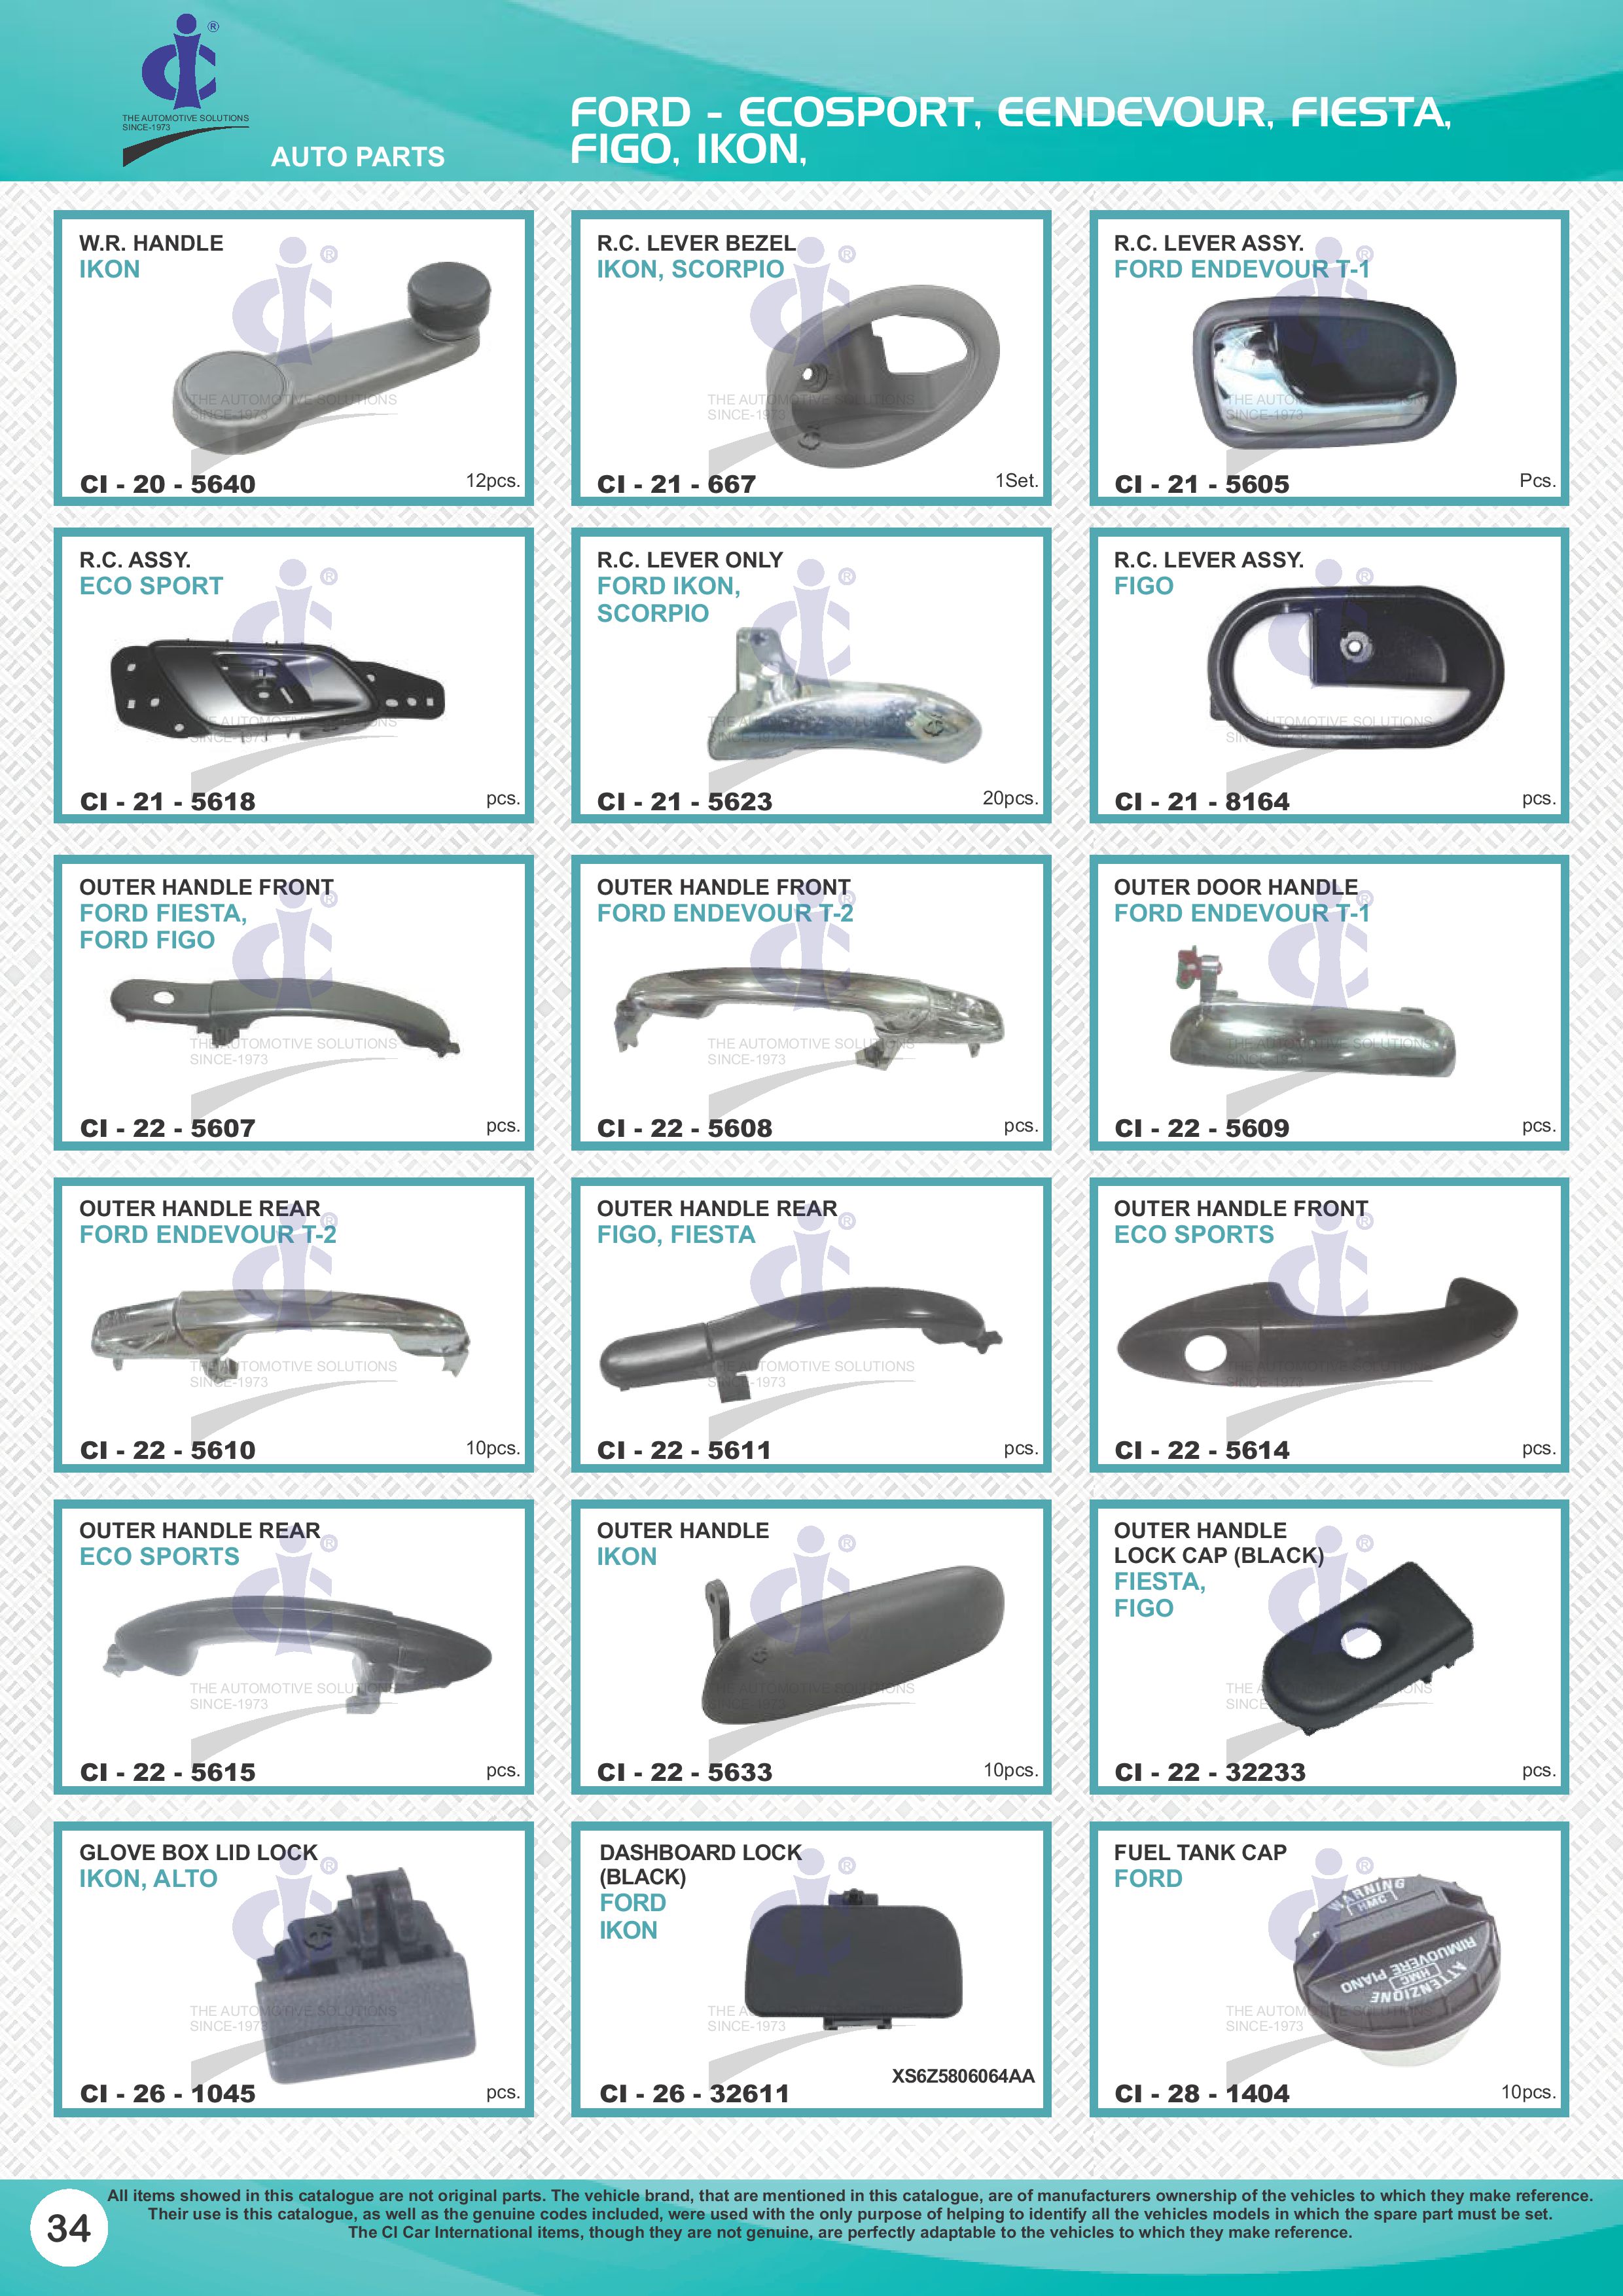 ®
THE AUTOMOTIVE SOLUTIONS
SINCE-1973
AUTO PARTS
FORD - ECOSPORT, EENDEVOUR, FIESTA,
FIGO, IKON,
W.R. HANDLE
IKON
CI - 20 - 5640
12pcs.
R.C. LEVER BEZEL
IKON, SCORPIO
CI - 21 - 667
1Set.
R.C. LEVER ASSY.
FORD ENDEVOUR T-1
CI - 21 - 5605
Pcs.
R.C. ASSY.
ECO SPORT
CI - 21 - 5618
pcs.
R.C. LEVER ONLY
FORD IKON,
SCORPIO
CI - 21 - 5623
20pcs.
R.C. LEVER ASSY.
FIGO
CI - 21 - 8164
pcs.
OUTER HANDLE FRONT
FORD FIESTA,
FORD FIGO
CI - 22 - 5607
pcs.
OUTER HANDLE FRONT
FORD ENDEVOUR T-2
CI - 22 - 5608
pcs.
OUTER DOOR HANDLE
FORD ENDEVOUR T-1
CI - 22 - 5609
pcs.
OUTER HANDLE REAR
FORD ENDEVOUR T-2
CI - 22 - 5610
10pcs.
OUTER HANDLE REAR
FIGO, FIESTA
CI - 22 - 5611
pcs.
OUTER HANDLE FRONT
ECO SPORTS
CI - 22 - 5614
pcs.
OUTER HANDLE REAR
ECO SPORTS
CI - 22 - 5615
pcs.
OUTER HANDLE
IKON
CI - 22 - 5633
10pcs.
OUTER HANDLE
LOCK CAP (BLACK)
FIESTA,
FIGO
CI - 22 - 32233
pcs.
GLOVE BOX LID LOCK
IKON, ALTO
CI - 26 - 1045
pcs.
DASHBOARD LOCK
(BLACK)
FORD
IKON
XS6Z5806064AA
CI - 26 - 32611
FUEL TANK CAP
FORD
WARNING
HMC
RIMUOVERE PIANO
HMC
ATTENZIONE
CI - 28 - 1404
10pcs.
34
All items showed in this catalogue are not original parts. The vehicle brand, that are mentioned in this catalogue, are of manufacturers ownership of the vehicles to which they make reference.
Their use is this catalogue, as well as the genuine codes included, were used with the only purpose of helping to identify all the vehicles models in which the spare part must be set.
The CI Car International items, though they are not genuine, are perfectly adaptable to the vehicles to which they make reference.